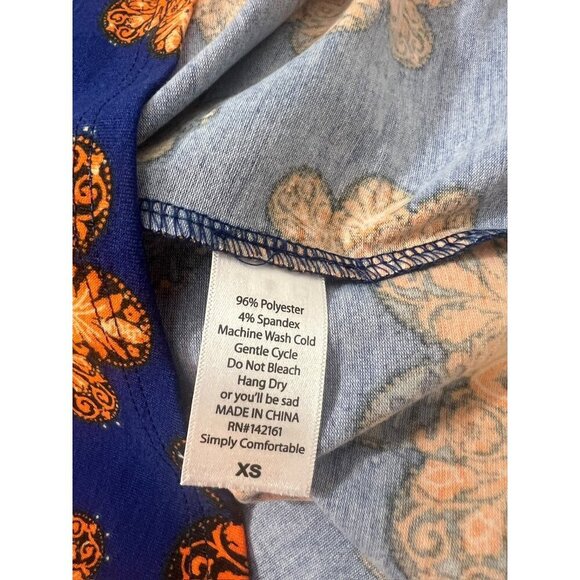 96% Polyester
4% Spandex
Machine Wash Cold
Gentle Cycle
Do Not Bleach
Hang Dry
or you'll be sad
MADE IN CHINA
RN#142161
Simply Comfortable
XS